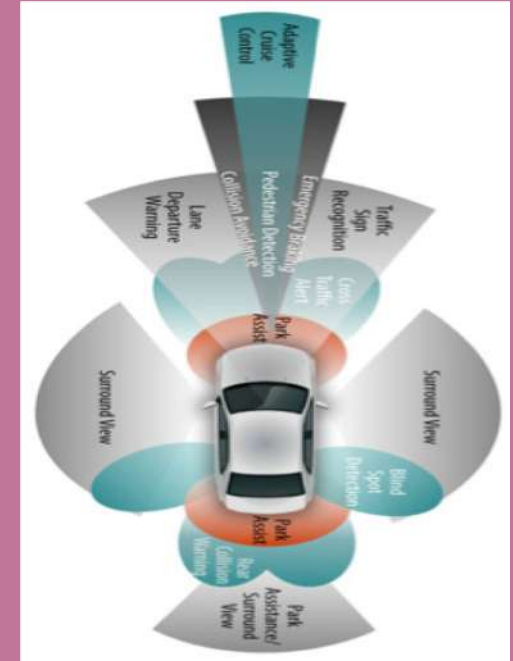 Adaptive
Cruise
Control
Emergency Braking
Pedestrian Detection
Collision Avoidance
Traffic
Sign
Recognition
Lane
Departure
Warning
Cross
Traffic
Alert
Park
Assist
Surround View
Surround View
Blind
Spot
Detection
Park
Assist
Rear
Collision
Warning
Park
Assistance/
Surround
View